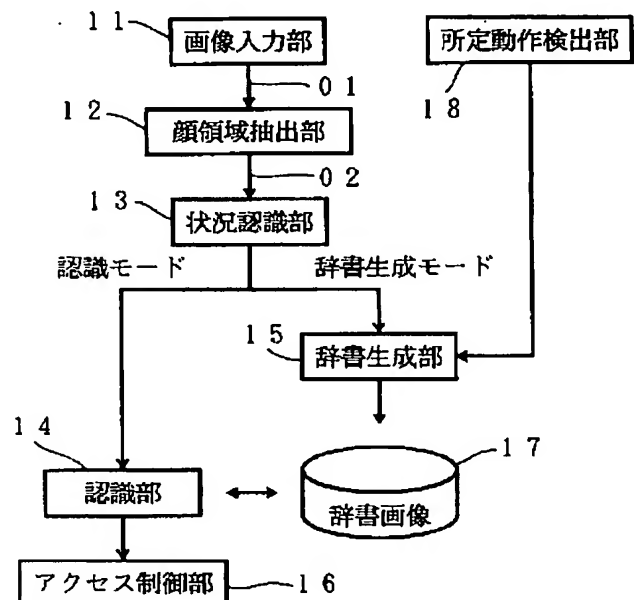 １１
画像入力部
所定動作検出部
０１
１８
１２
顔領域抽出部
０２
１３
状況認識部
認識モード
辞書生成モード
１５
辞書生成部
１４
１７
認識部
辞書画像
アクセス制御部
１６